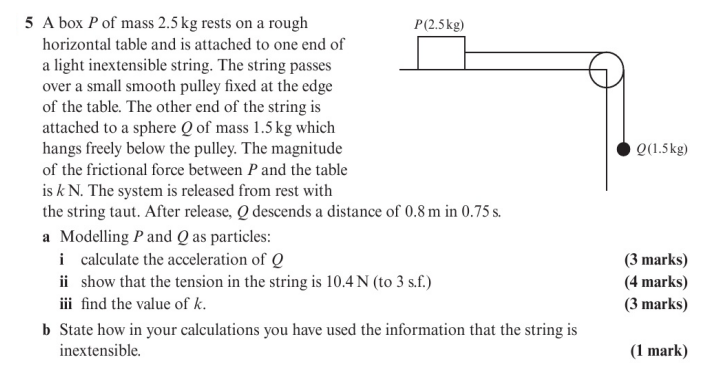 5 A box P of mass 2.5 kg rests on a rough
horizontal table and is attached to one end of
a light inextensible string. The string passes
over a small smooth pulley fixed at the edge
of the table. The other end of the string is
attached to a sphere Q of mass 1.5 kg which
hangs freely below the pulley. The magnitude
of the frictional force between P and the table
is k N. The system is released from rest with
the string taut. After release, Q descends a distance of 0.8 m in 0.75 s.
P(2.5 kg)
Q(1.5 kg)
a Modelling P and Q as particles:
i calculate the acceleration of Q (3 marks)
ii show that the tension in the string is 10.4 N (to 3 s.f.) (4 marks)
iii find the value of k. (3 marks)
b State how in your calculations you have used the information that the string is
inextensible. (1 mark)